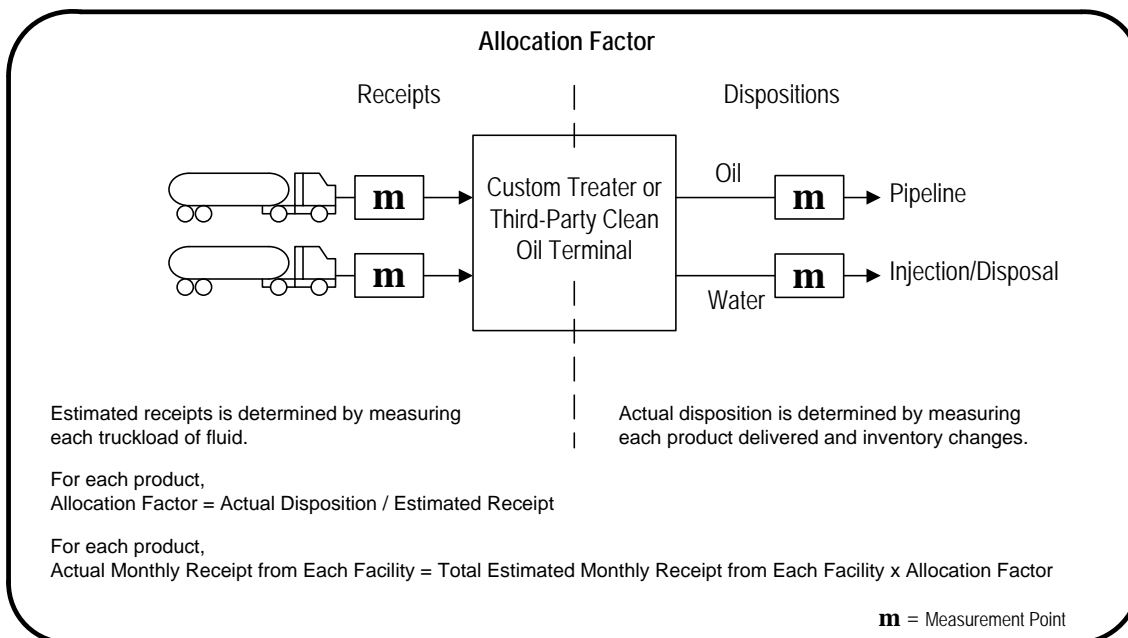 Allocation Factor
Receipts
Dispositions
m
m
Custom Treater or
Third-Party Clean
Oil Terminal
Oil
m
Pipeline
Water
m
Injection/Disposal
Estimated receipts is determined by measuring
each truckload of fluid.
Actual disposition is determined by measuring
each product delivered and inventory changes.
For each product,
Allocation Factor = Actual Disposition / Estimated Receipt
For each product,
Actual Monthly Receipt from Each Facility = Total Estimated Monthly Receipt from Each Facility x Allocation Factor
m = Measurement Point